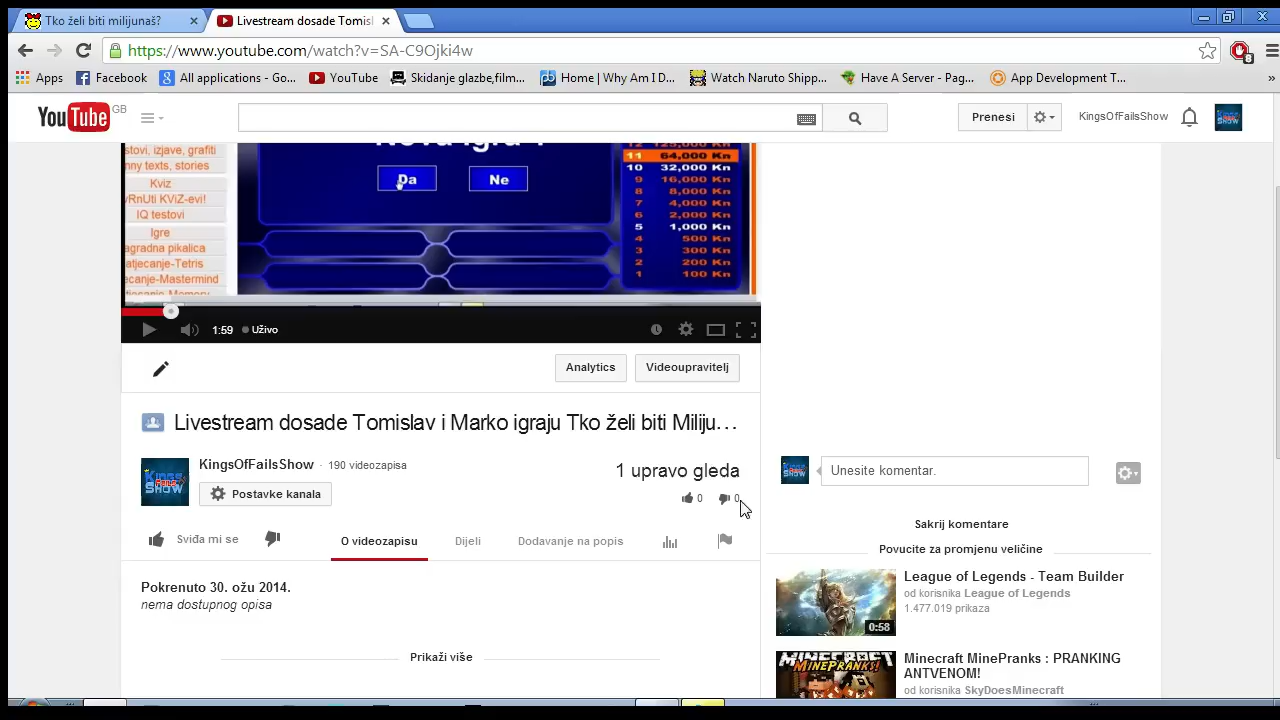 Tko želi biti milijunaš?
Livestream dosade Tomisl
https://www.youtube.com/watch?v=SA-C9Ojki4w
Apps
Facebook
All applications - Go...
YouTube
Skidanje glazbe,film...
Home | Why Am I D...
Watch Naruto Shipp...
Have A Server - Pag...
App Development T...
»
8
YouTube GB
Prenesi
KingsOfFailsShow
stovi, izjave, grafiti
nny texts, stories
Kviz
vRnUti KViZ-evi!
IQ testovi
Igre
agradna pikalica
atjecanje-Tetris
ecanje-Mastmind
Da
Ne
12 125,000 Kn
11 64,000 Kn
10 32,000 Kn
9 16,000 Kn
8 8,000 Kn
7 4,000 Kn
6 2,000 Kn
5 1,000 Kn
4 500 Kn
3 300 Kn
2 200 Kn
1 100 Kn
1:59 Uživo
Analytics
Videoupravitelj
Livestream dosade Tomislav i Marko igraju Tko želi biti Miliju...
KingsOfFailsShow · 190 videozapisa
Postavke kanala
1 upravo gleda
0 0
Sviđa mi se
O videozapisu
Dijeli
Dodavanje na popis
Pokrenuto 30. ožu 2014.
nema dostupnog opisa
Prikaži više
KINGS OF FAILS SHOW
Unesite komentar.
Sakrij komentare
Povucite za promjenu veličine
League of Legends - Team Builder
od korisnika League of Legends
1.477.019 prikaza
0:58
MINECRAFT
MINEPRANKS!
Minecraft MinePranks : PRANKING
ANTVENOM!
od korisnika SkyDoesMinecraft